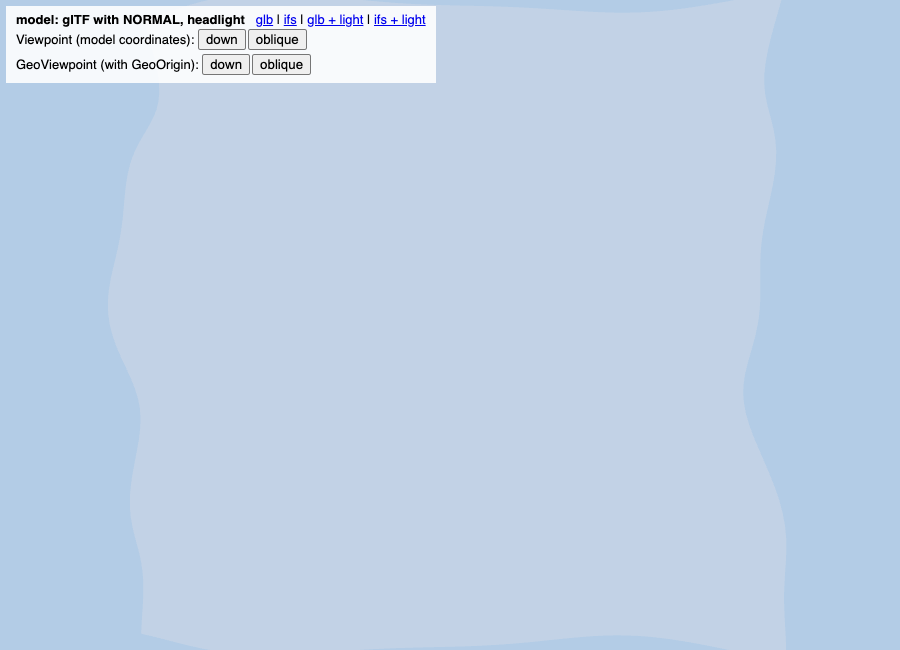 model: glTF with NORMAL, headlight glb | ifs | glb + light | ifs + light
Viewpoint (model coordinates): down oblique
GeoViewpoint (with GeoOrigin): down oblique